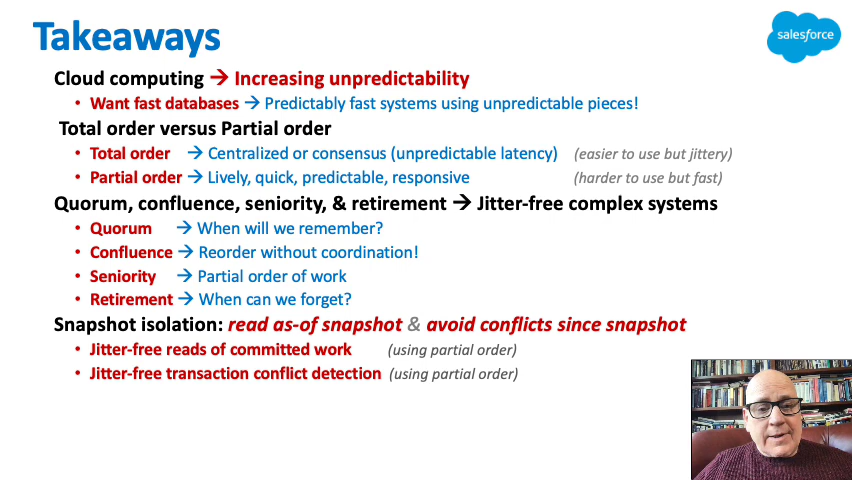 Takeaways
salesforce
Cloud computing → Increasing unpredictability
• Want fast databases → Predictably fast systems using unpredictable pieces!
Total order versus Partial order
• Total order → Centralized or consensus (unpredictable latency) (easier to use but jittery)
• Partial order → Lively, quick, predictable, responsive (harder to use but fast)
Quorum, confluence, seniority, & retirement → Jitter-free complex systems
• Quorum → When will we remember?
• Confluence → Reorder without coordination!
• Seniority → Partial order of work
• Retirement → When can we forget?
Snapshot isolation: read as-of snapshot & avoid conflicts since snapshot
• Jitter-free reads of committed work (using partial order)
• Jitter-free transaction conflict detection (using partial order)